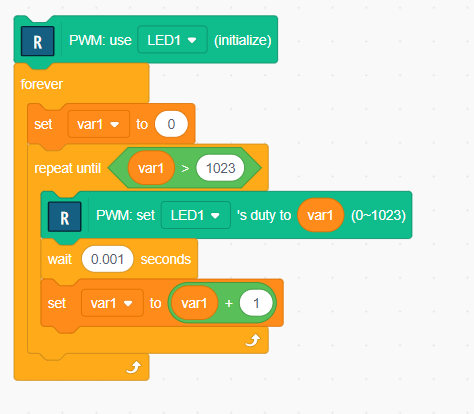 R PWM: use LED1 (initialize)
forever
set var1 to 0
repeat until var1 > 1023
R PWM: set LED1 's duty to var1 (0~1023)
wait 0.001 seconds
set var1 to var1 + 1